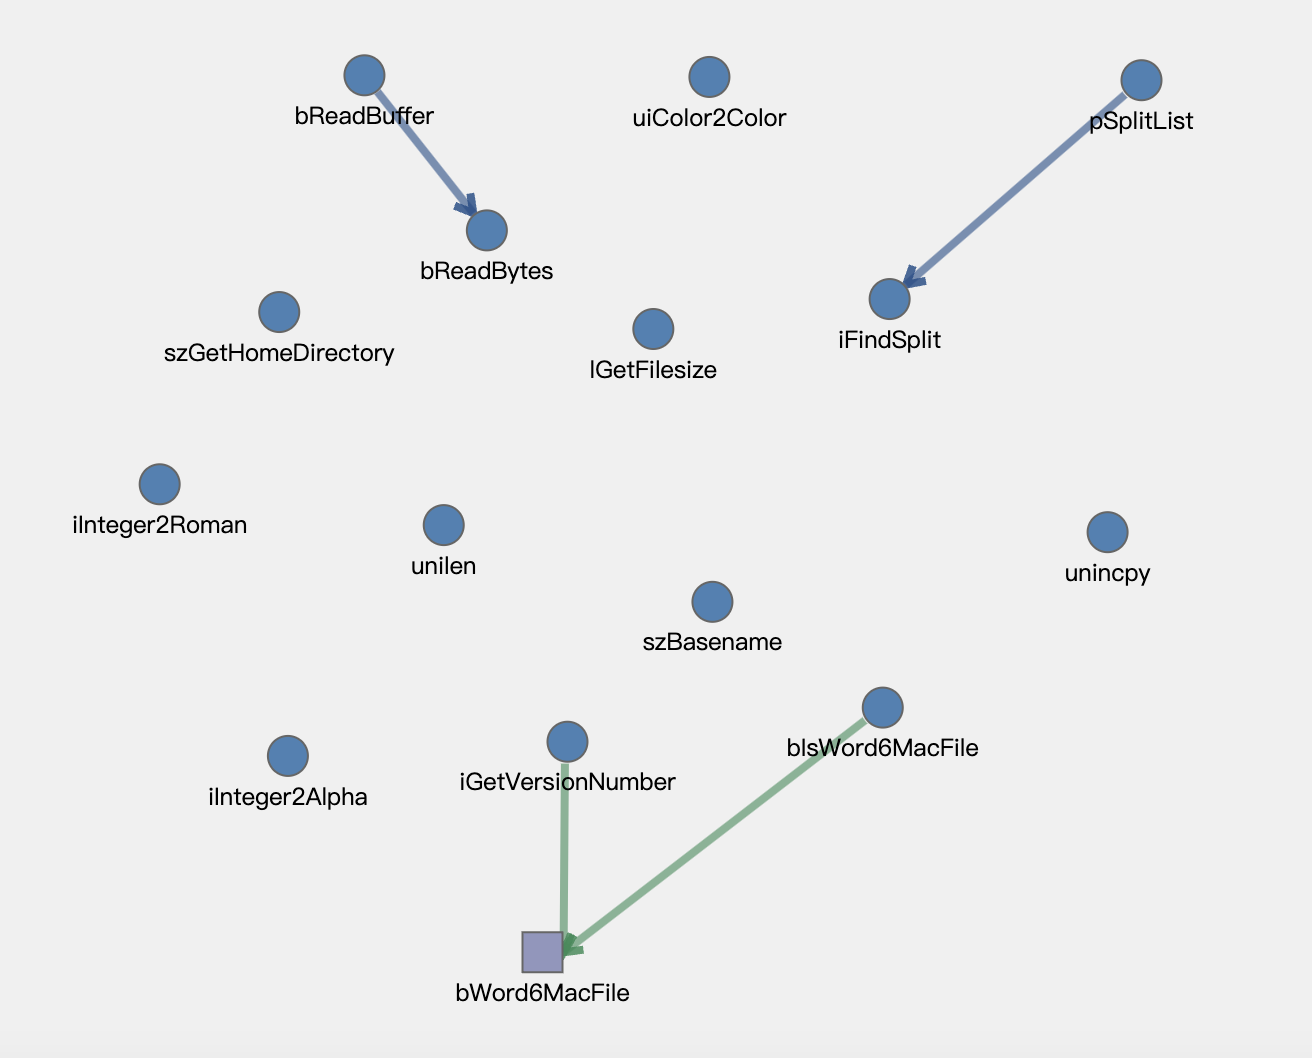 bReadBuffer
uiColor2Color
pSplitList
bReadBytes
szGetHomeDirectory
lGetFilesize
iFindSplit
iInteger2Roman
unilen
unincpy
szBasename
bIsWord6MacFile
iGetVersionNumber
iInteger2Alpha
bWord6MacFile